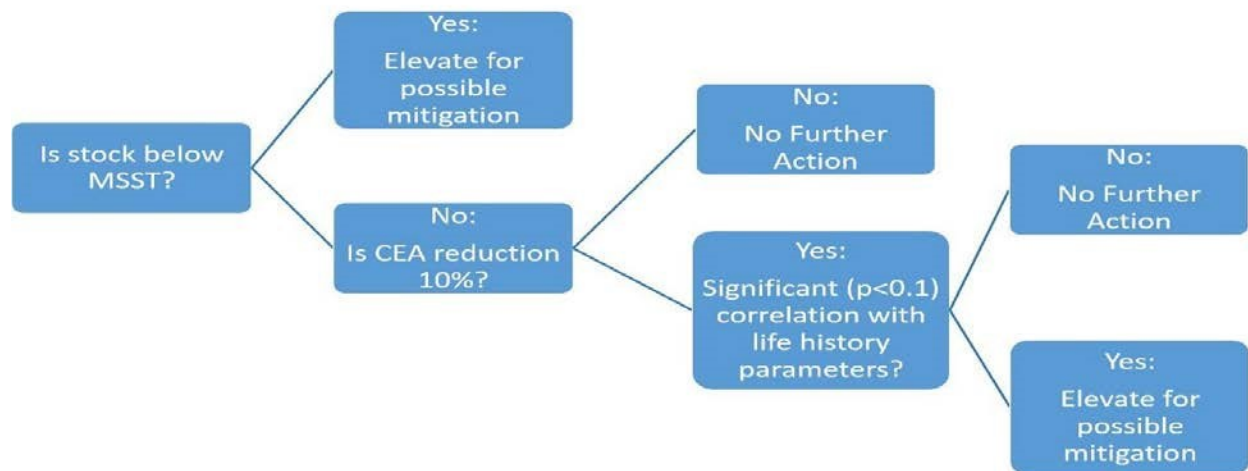 Is stock below
MSST?
Yes:
Elevate for
possible
mitigation
No:
Is CEA reduction
10%?
No:
No Further
Action
Yes:
Significant (p<0.1)
correlation with
life history
parameters?
No:
No Further
Action
Yes:
Elevate for
possible
mitigation